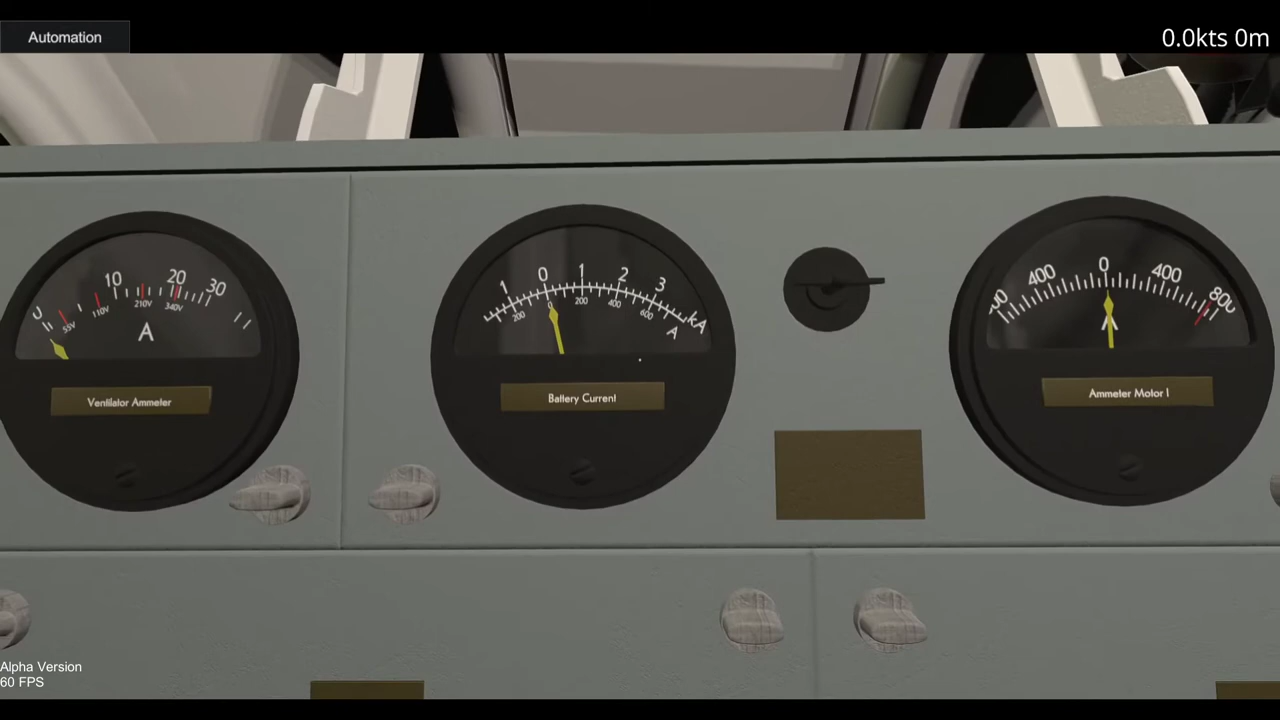 Automation
0.0kts 0m
0 10 20 30
55V 110V 210V 340V
A
Ventilator Ammeter
1 0 1 2 3 kA
200 0 200 400 600 A
Battery Current
400 0 400 800
A
Ammeter Motor I
Alpha Version
60 FPS